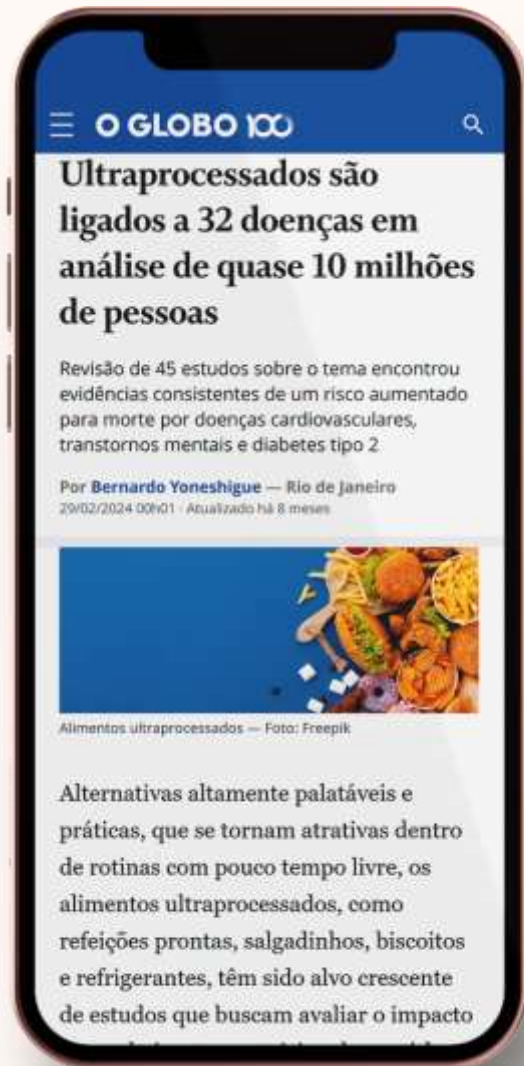 O GLOBO 100
Ultraprocessados são
ligados a 32 doenças em
análise de quase 10 milhões
de pessoas
Revisão de 45 estudos sobre o tema encontrou
evidências consistentes de um risco aumentado
para morte por doenças cardiovasculares,
transtornos mentais e diabetes tipo 2
Por Bernardo Yoneshigue — Rio de Janeiro
29/02/2024 00h01 · Atualizado há 8 meses
Alimentos ultraprocessados — Foto: Freepik
Alternativas altamente palatáveis e
práticas, que se tornam atrativas dentro
de rotinas com pouco tempo livre, os
alimentos ultraprocessados, como
refeições prontas, salgadinhos, biscoitos
e refrigerantes, têm sido alvo crescente
de estudos que buscam avaliar o impacto